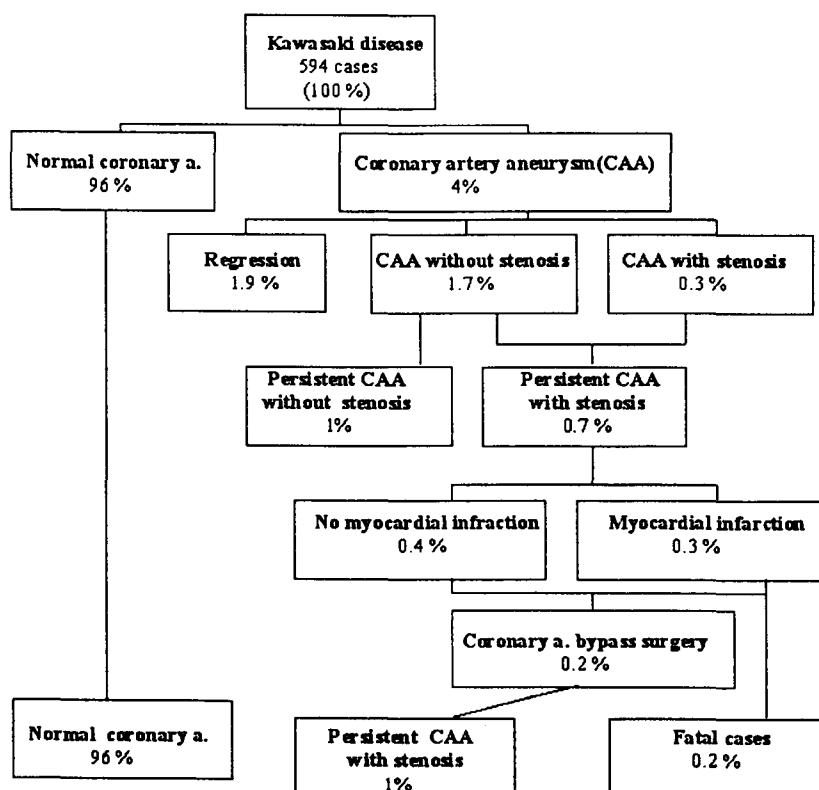 Kawasaki disease
594 cases
(100 %)
Normal coronary a.
96 %
Coronary artery aneurysm(CAA)
4%
Regression
1.9 %
CAA without stenosis
1.7 %
CAA with stenosis
0.3 %
Persistent CAA
without stenosis
1%
Persistent CAA
with stenosis
0.7 %
No myocardial infraction
0.4 %
Myocardial infarction
0.3 %
Coronary a. bypass surgery
0.2 %
Normal coronary a.
96 %
Persistent CAA
with stenosis
1%
Fatal cases
0.2 %